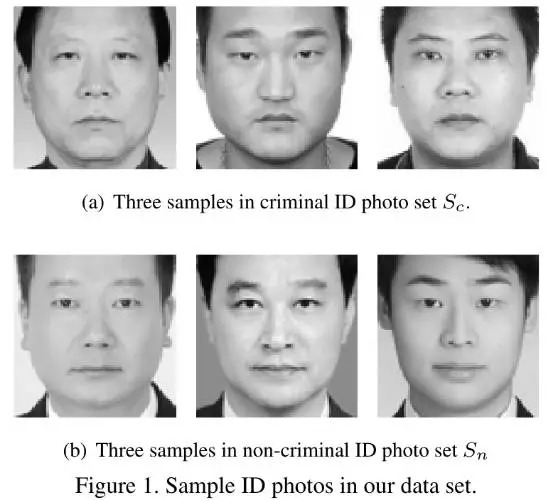 (a) Three samples in criminal ID photo set S_c.
(b) Three samples in non-criminal ID photo set S_n
Figure 1. Sample ID photos in our data set.